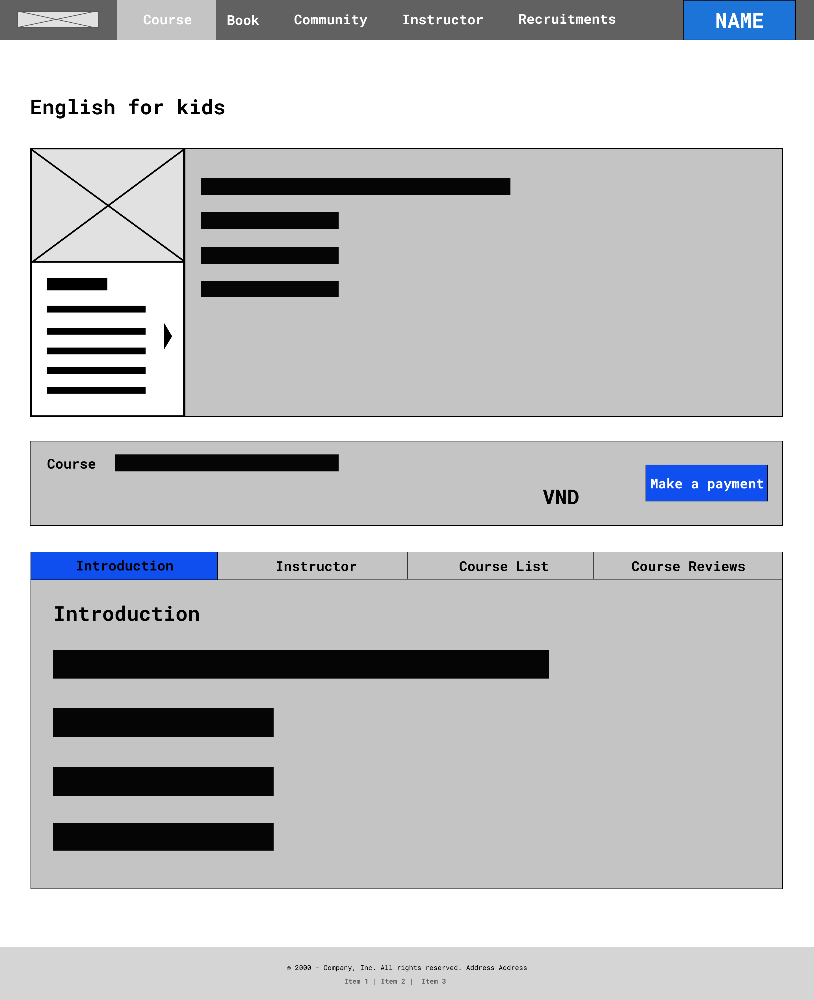 Course Book Community Instructor Recruitments NAME
English for kids
Course
VND
Make a payment
Introduction Instructor Course List Course Reviews
Introduction
© 2000 - Company, Inc. All rights reserved. Address Address
Item 1 | Item 2 | Item 3